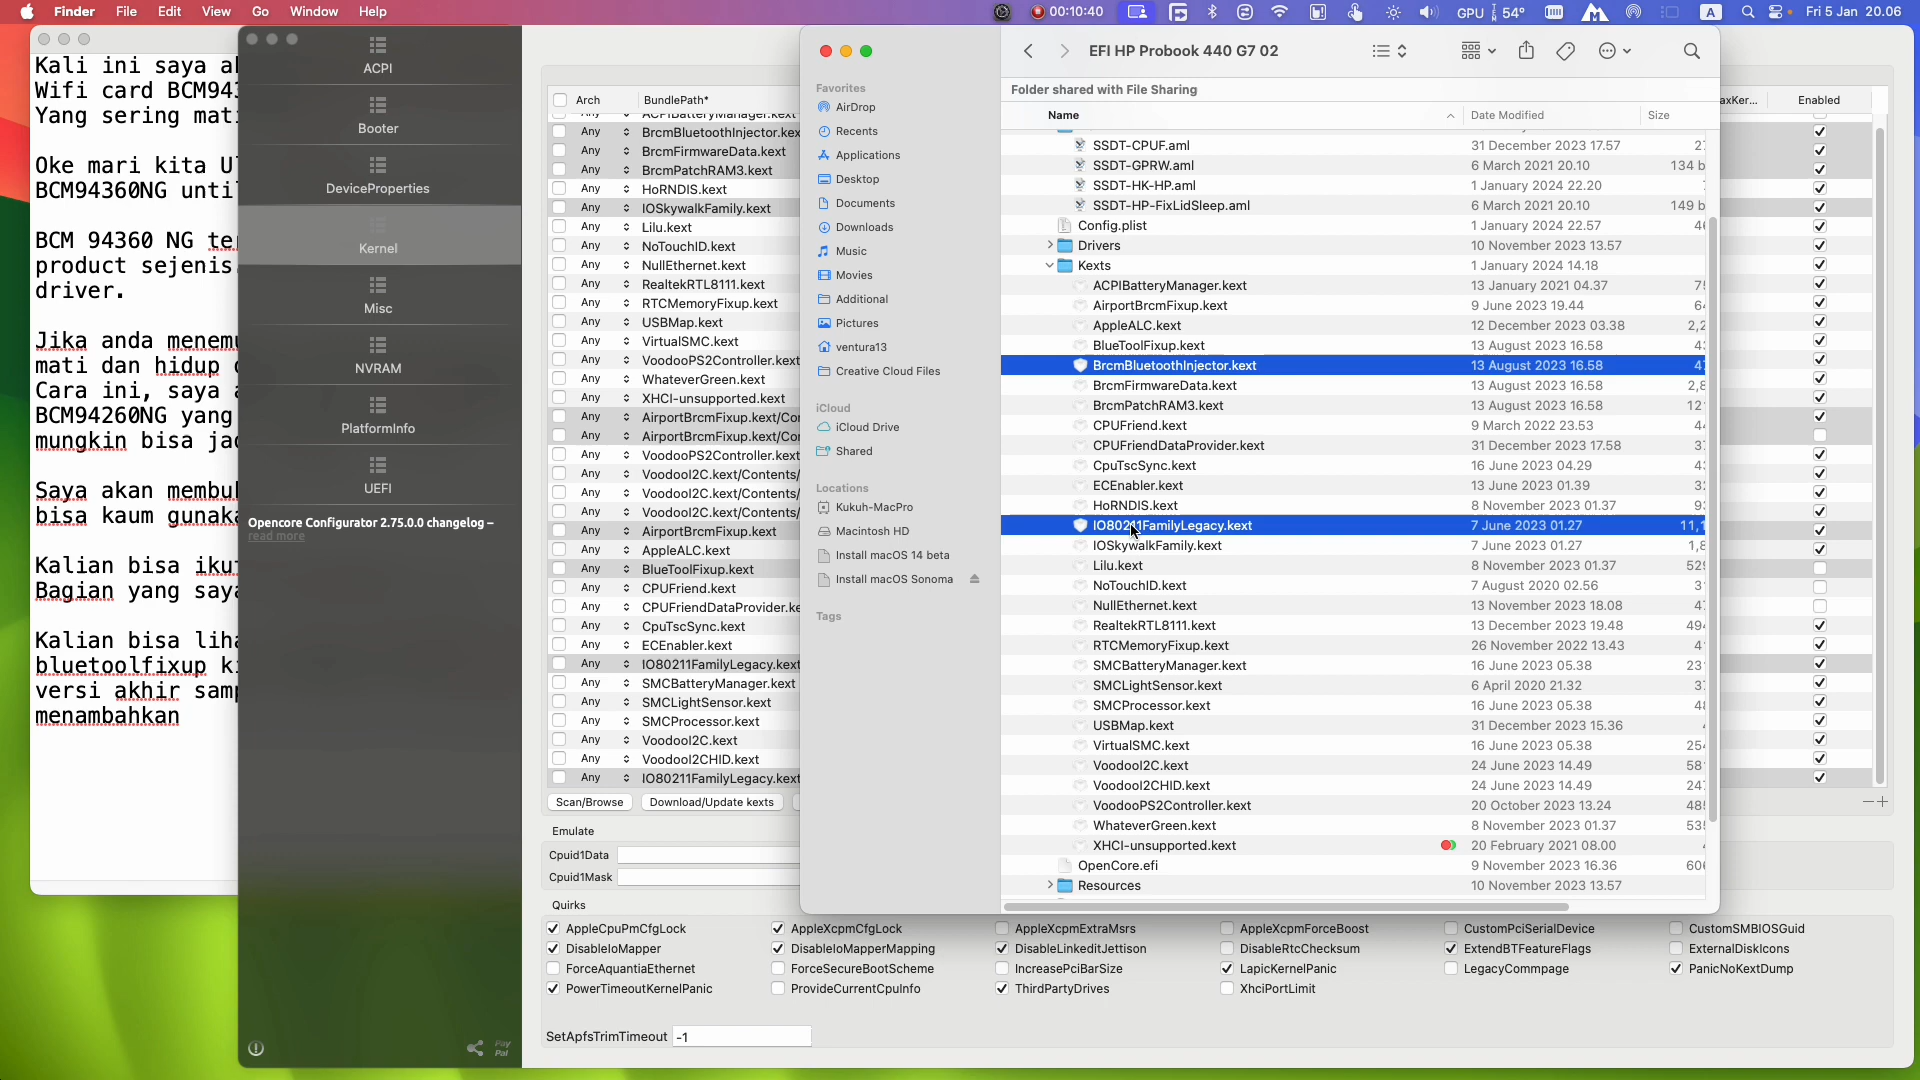 Finder File Edit View Go Window Help
00:10:40
GPU 54°
A
Fri 5 Jan 20.06
Kali ini saya
Wifi card
Yang sering
Oke mari kita
BCM94360NG
BCM 94360 NG
product sejenis
driver.
Jika anda
mati dan hidup
Cara ini, saya
BCM94260NG yang
mungkin bisa
Saya akan
bisa kaum
Kalian bisa
Bagian yang
Kalian bisa
bluetoolfixup
versi akhir
menambahkan
ACPI
Booter
DeviceProperties
Kernel
Misc
NVRAM
PlatformInfo
UEFI
Opencore Configurator 2.75.0.0 changelog –
read more
Pay
Pal
Arch BundlePath*
ACPIBatteryManager.kext
Any BrcmBluetoothInjector.kex
Any BrcmFirmwareData.kext
Any BrcmPatchRAM3.kext
Any HoRNDIS.kext
Any IOSkywalkFamily.kext
Any Lilu.kext
Any NoTouchID.kext
Any NullEthernet.kext
Any RealtekRTL8111.kext
Any RTCMemoryFixup.kext
Any USBMap.kext
Any VirtualSMC.kext
Any VoodooPS2Controller.kext
Any WhateverGreen.kext
Any XHCI-unsupported.kext
Any AirportBrcmFixup.kext/Co
Any AirportBrcmFixup.kext/Co
Any VoodooPS2Controller.kext
Any VoodooI2C.kext/Contents/
Any VoodooI2C.kext/Contents/
Any VoodooI2C.kext/Contents/
Any AirportBrcmFixup.kext
Any AppleALC.kext
Any BlueToolFixup.kext
Any CPUFriend.kext
Any CPUFriendDataProvider.ke
Any CpuTscSync.kext
Any ECEnabler.kext
Any IO80211FamilyLegacy.kext
Any SMCBatteryManager.kext
Any SMCLightSensor.kext
Any SMCProcessor.kext
Any VoodooI2C.kext
Any VoodooI2CHID.kext
Any IO80211FamilyLegacy.kext
Scan/Browse Download/Update kexts
Emulate
Cpuid1Data
Cpuid1Mask
Quirks
AppleCpuPmCfgLock AppleXcpmCfgLock AppleXcpmExtraMsrs AppleXcpmForceBoost CustomPciSerialDevice CustomSMBIOSGuid
DisableIoMapper DisableIoMapperMapping DisableLinkeditJettison DisableRtcChecksum ExtendBTFeatureFlags ExternalDiskIcons
ForceAquantiaEthernet ForceSecureBootScheme IncreasePciBarSize LapicKernelPanic LegacyCommpage PanicNoKextDump
PowerTimeoutKernelPanic ProvideCurrentCpuInfo ThirdPartyDrives XhciPortLimit
SetApfsTrimTimeout -1
Favorites
AirDrop
Recents
Applications
Desktop
Documents
Downloads
Music
Movies
Additional
Pictures
ventura13
Creative Cloud Files
iCloud
iCloud Drive
Shared
Locations
Kukuh-MacPro
Macintosh HD
Install macOS 14 beta
Install macOS Sonoma
Tags
EFI HP Probook 440 G7 02
Folder shared with File Sharing
Name Date Modified Size
SSDT-CPUF.aml 31 December 2023 17.57
SSDT-GPRW.aml 6 March 2021 20.10 134 b
SSDT-HK-HP.aml 1 January 2024 22.20
SSDT-HP-FixLidSleep.aml 6 March 2021 20.10 149 b
Config.plist 1 January 2024 22.57
Drivers 10 November 2023 13.57
Kexts 1 January 2024 14.18
ACPIBatteryManager.kext 13 January 2021 04.37
AirportBrcmFixup.kext 9 June 2023 19.44
AppleALC.kext 12 December 2023 03.38
BlueToolFixup.kext 13 August 2023 16.58
BrcmBluetoothInjector.kext 13 August 2023 16.58
BrcmFirmwareData.kext 13 August 2023 16.58
BrcmPatchRAM3.kext 13 August 2023 16.58
CPUFriend.kext 9 March 2022 23.53
CPUFriendDataProvider.kext 31 December 2023 17.58
CpuTscSync.kext 16 June 2023 04.29
ECEnabler.kext 13 June 2023 01.39
HoRNDIS.kext 8 November 2023 01.37
IO80211FamilyLegacy.kext 7 June 2023 01.27
IOSkywalkFamily.kext 7 June 2023 01.27
Lilu.kext 8 November 2023 01.37
NoTouchID.kext 7 August 2020 02.56
NullEthernet.kext 13 November 2023 18.08
RealtekRTL8111.kext 13 December 2023 19.48
RTCMemoryFixup.kext 26 November 2022 13.43
SMCBatteryManager.kext 16 June 2023 05.38
SMCLightSensor.kext 6 April 2020 21.32
SMCProcessor.kext 16 June 2023 05.38
USBMap.kext 31 December 2023 15.36
VirtualSMC.kext 16 June 2023 05.38
VoodooI2C.kext 24 June 2023 14.49
VoodooI2CHID.kext 24 June 2023 14.49
VoodooPS2Controller.kext 20 October 2023 13.24
WhateverGreen.kext 8 November 2023 01.37
XHCI-unsupported.kext 20 February 2021 08.00
OpenCore.efi 9 November 2023 16.36
Resources 10 November 2023 13.57
axKer... Enabled